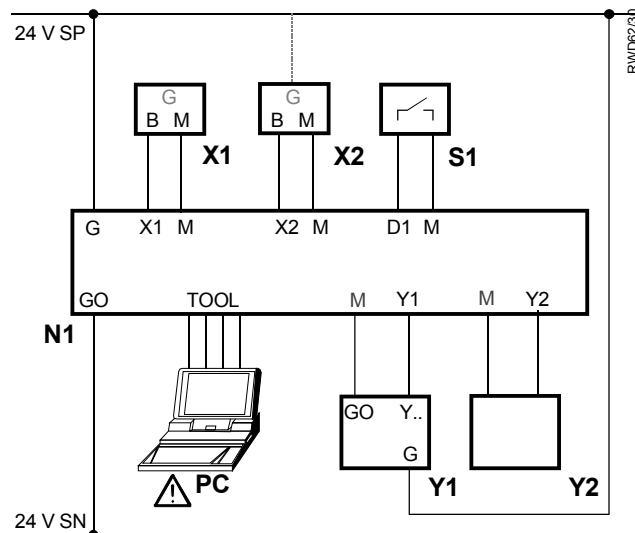 24 V SP
RWD62/30
G G
B M B M
X1 X2 S1
G X1 M X2 M D1 M
GO TOOL M Y1 M Y2
N1
GO Y..
G
PC Y1 Y2
24 V SN